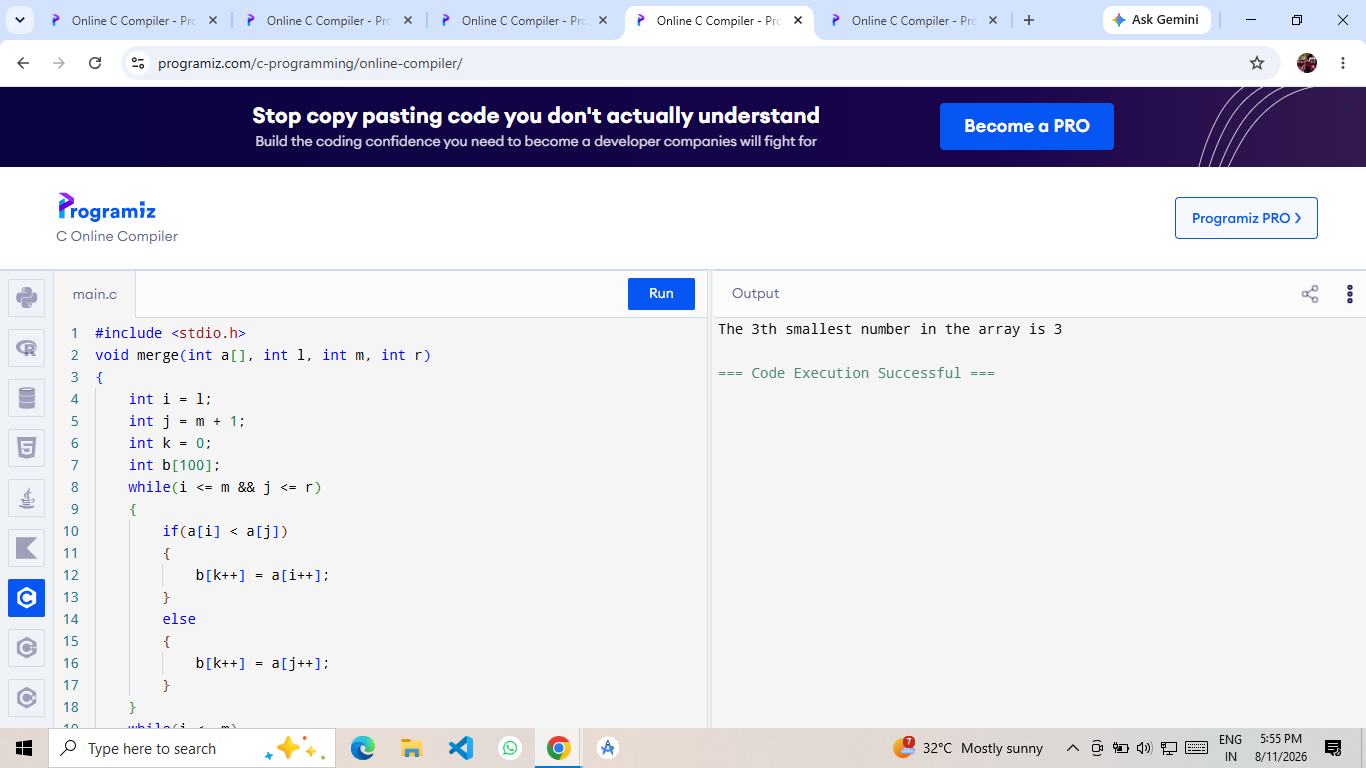 Online C Compiler - Pro
Online C Compiler - Pro
Online C Compiler - Pro
Online C Compiler - Pro
Online C Compiler - Pro
Ask Gemini
programiz.com/c-programming/online-compiler/
Stop copy pasting code you don't actually understand
Build the coding confidence you need to become a developer companies will fight for
Become a PRO
Programiz
C Online Compiler
Programiz PRO >
main.c
Run
Output
1 #include <stdio.h>
2 void merge(int a[], int l, int m, int r)
3 {
4     int i = l;
5     int j = m + 1;
6     int k = 0;
7     int b[100];
8     while(i <= m && j <= r)
9     {
10         if(a[i] < a[j])
11         {
12             b[k++] = a[i++];
13         }
14         else
15         {
16             b[k++] = a[j++];
17         }
18     }
19     while(i <= m)
The 3th smallest number in the array is 3
=== Code Execution Successful ===
Type here to search
7
32°C Mostly sunny
ENG
IN
5:55 PM
8/11/2026